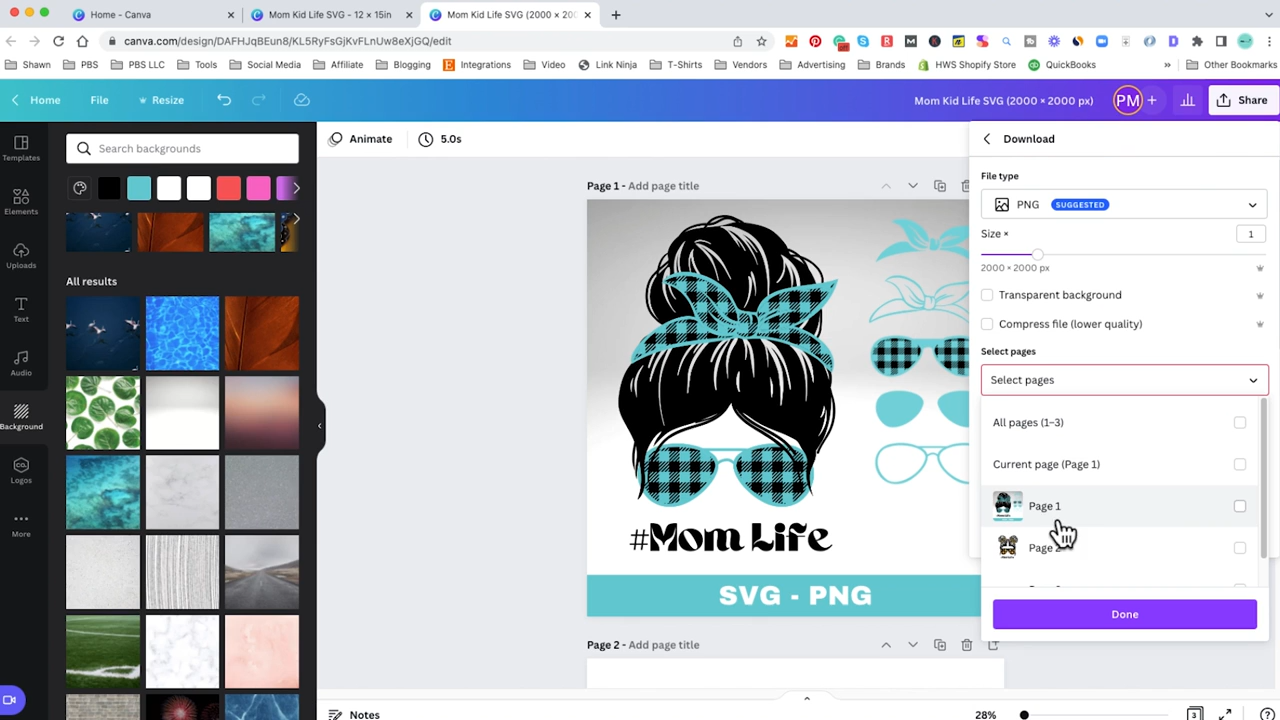 Home - Canva
Mom Kid Life SVG - 12 × 15in
Mom Kid Life SVG (2000 × 200
canva.com/design/DAFHJqBEun8/KL5RyFsGjKvFLnUw8eXjGQ/edit
Shawn
PBS
PBS LLC
Tools
Social Media
Affiliate
Blogging
Integrations
Video
Link Ninja
T-Shirts
Vendors
Advertising
Brands
HWS Shopify Store
QuickBooks
Other Bookmarks
Home
File
Resize
Mom Kid Life SVG (2000 × 2000 px)
PM
Share
Templates
Elements
Uploads
Text
Audio
Background
Logos
More
Search backgrounds
All results
Animate
5.0s
Page 1 - Add page title
#Mom Life
SVG - PNG
Page 2 - Add page title
Notes
28%
3
Download
File type
PNG SUGGESTED
Size ×
1
2000 × 2000 px
Transparent background
Compress file (lower quality)
Select pages
Select pages
All pages (1–3)
Current page (Page 1)
Page 1
Page 2
Done